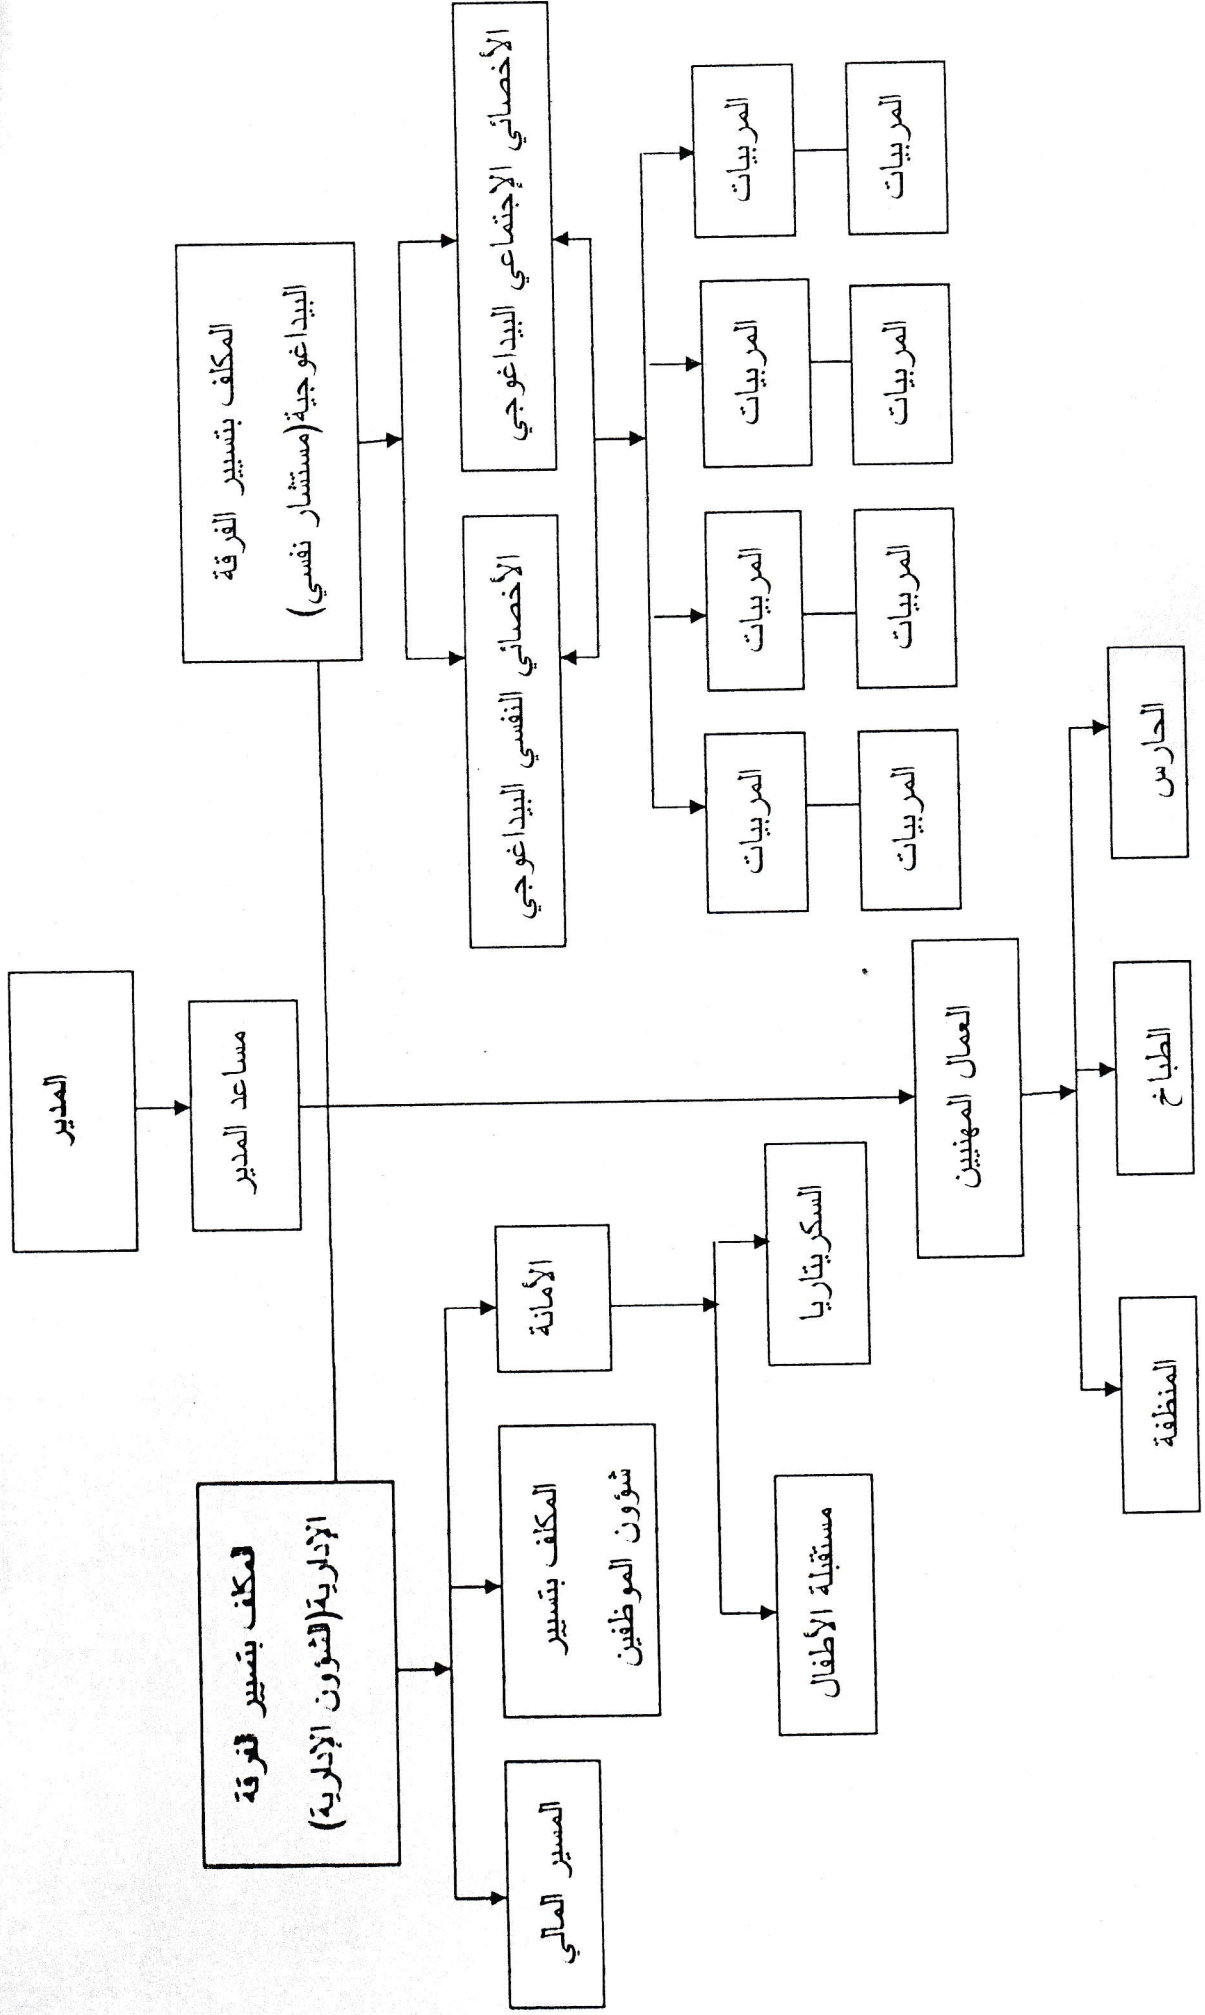 المدير
مساعد المدير
المكلف بتسيير الفرقة
البيداغوجية(مستشار نفسي)
المكلف بتسيير الفرقة
الإدارية(الشؤون الإدارية)
الأخصائي الإجتماعي البيداغوجي
الأخصائي النفسي البيداغوجي
الأمانة
المكلف بتسيير
شؤون الموظفين
المسير المالي
المربيات
المربيات
المربيات
المربيات
المربيات
المربيات
المربيات
المربيات
السكريتاريا
مستقبلة الأطفال
العمال المهنيين
الحارس
الطباخ
المنظفة